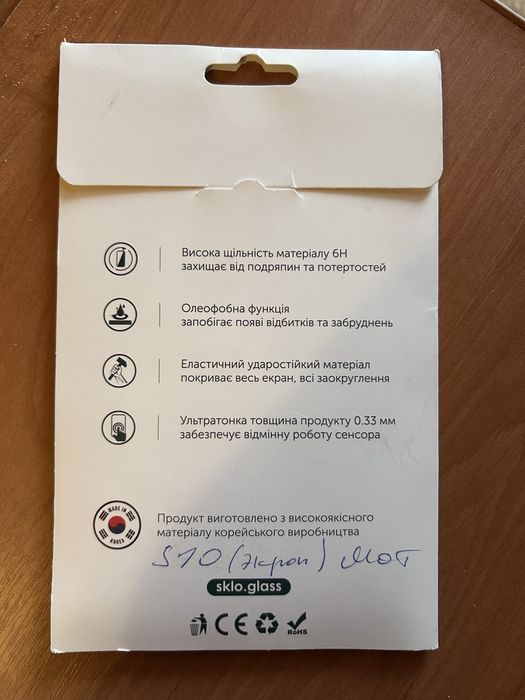 Висока щільність матеріалу 6H
захищає від подряпин та потертостей
Олеофобна функція
запобігає появі відбитків та забруднень
Еластичний ударостійкий матеріал
покриває весь екран, всі заокруглення
Ультратонка товщина продукту 0.33 мм
забезпечує відмінну роботу сенсора
MADE IN
KOREA
Продукт виготовлено з високоякісного
матеріалу корейського виробництва
S10 (экран) Мат
sklo.glass
CE
RoHS